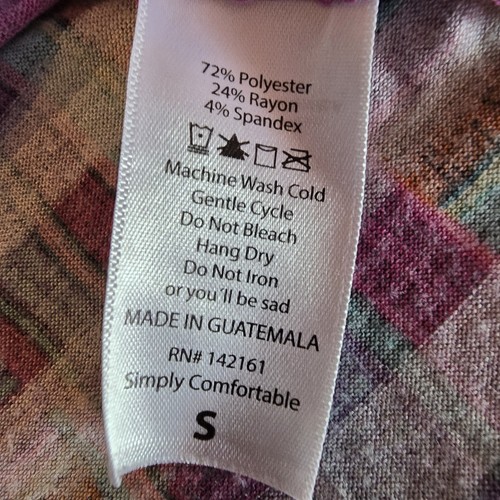 72% Polyester
24% Rayon
4% Spandex
Machine Wash Cold
Gentle Cycle
Do Not Bleach
Hang Dry
Do Not Iron
or you'll be sad
MADE IN GUATEMALA
RN# 142161
Simply Comfortable
S